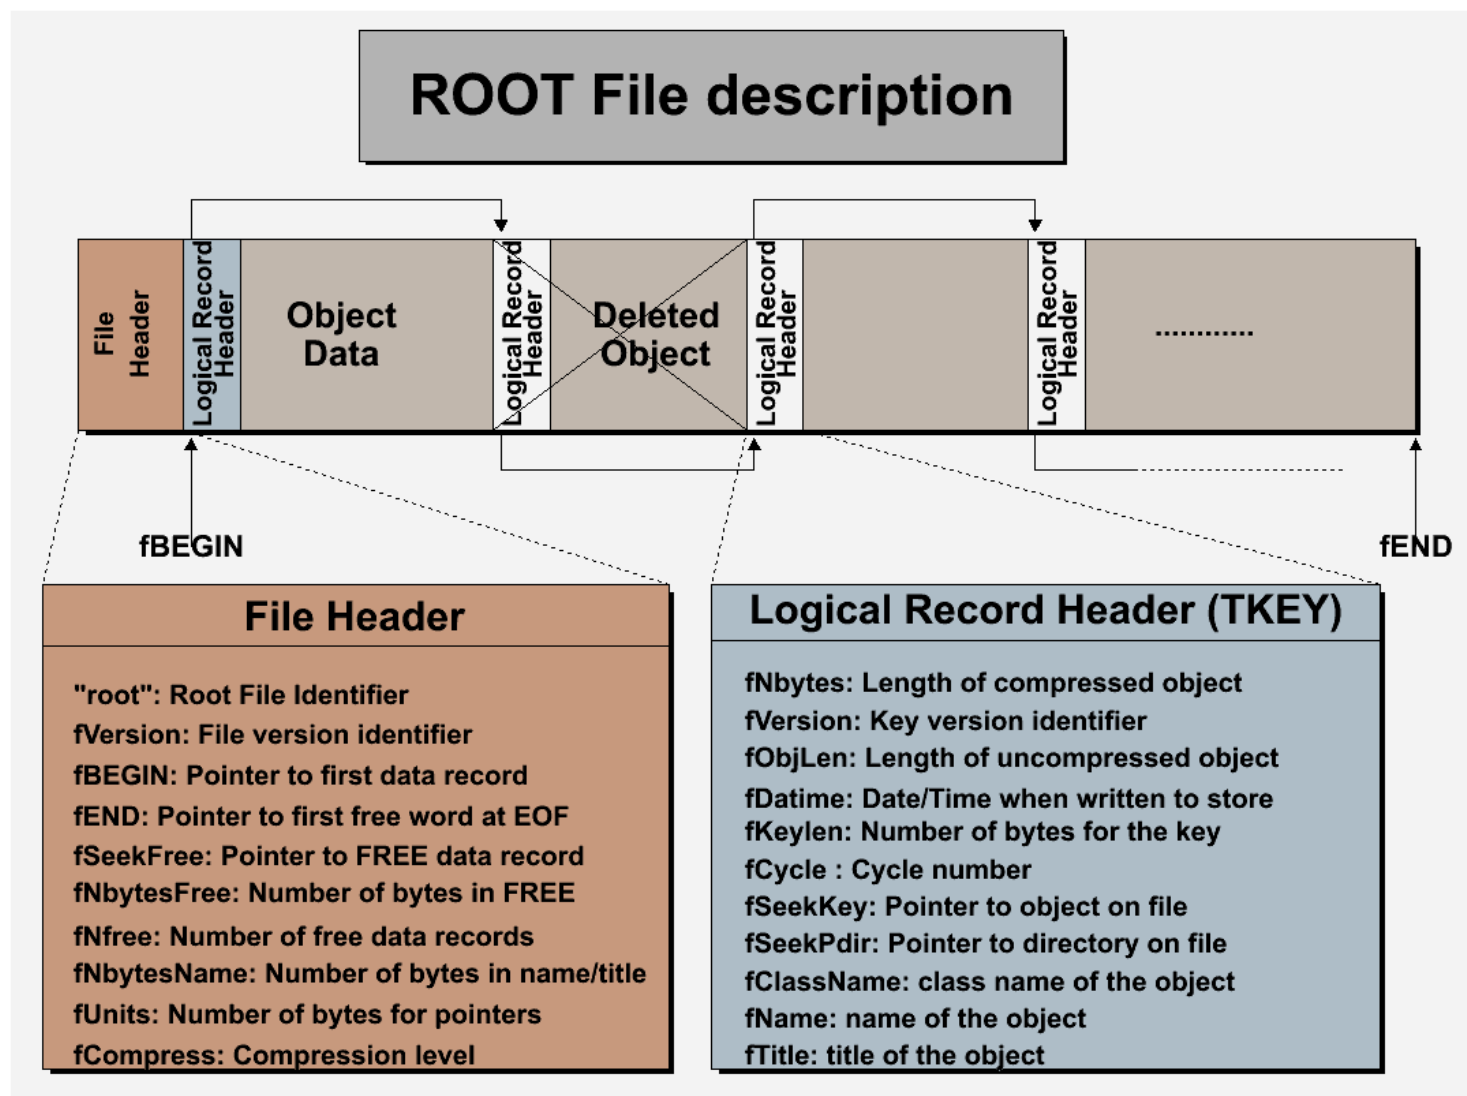 ROOT File description
File
Header
Logical Record
Header
Object
Data
Logical Record
Header
Deleted
Object
Logical Record
Header
Logical Record
Header
............
fBEGIN
fEND
File Header
"root": Root File Identifier
fVersion: File version identifier
fBEGIN: Pointer to first data record
fEND: Pointer to first free word at EOF
fSeekFree: Pointer to FREE data record
fNbytesFree: Number of bytes in FREE
fNfree: Number of free data records
fNbytesName: Number of bytes in name/title
fUnits: Number of bytes for pointers
fCompress: Compression level
Logical Record Header (TKEY)
fNbytes: Length of compressed object
fVersion: Key version identifier
fObjLen: Length of uncompressed object
fDatime: Date/Time when written to store
fKeylen: Number of bytes for the key
fCycle : Cycle number
fSeekKey: Pointer to object on file
fSeekPdir: Pointer to directory on file
fClassName: class name of the object
fName: name of the object
fTitle: title of the object